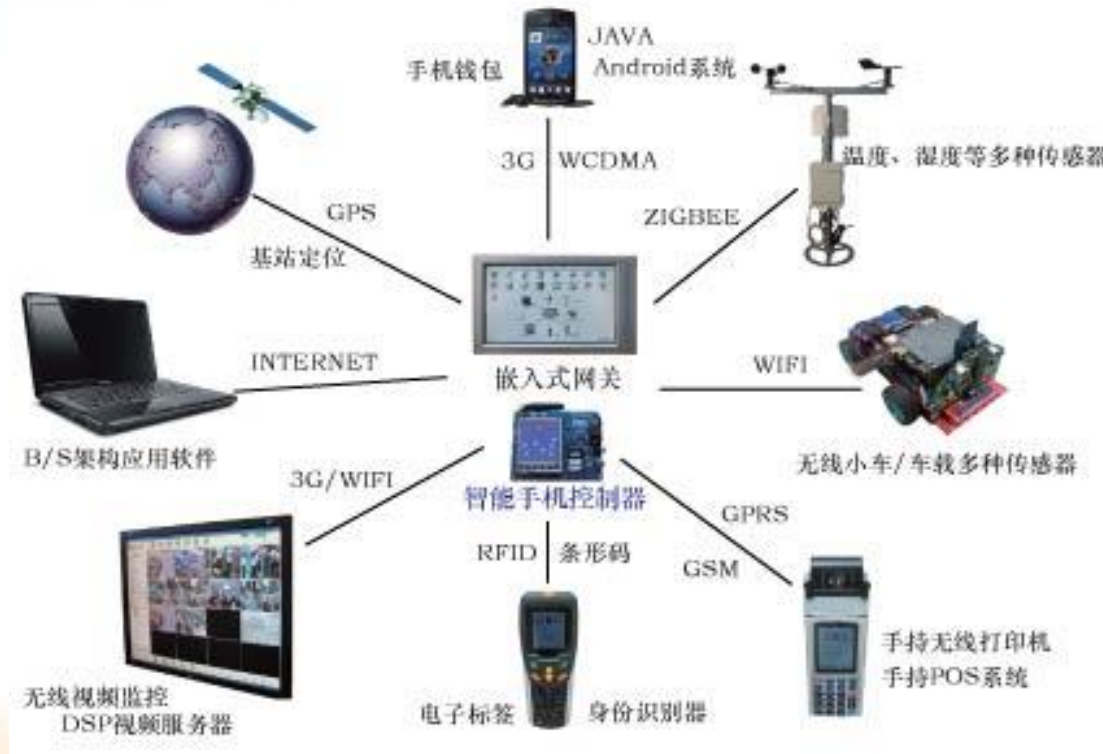 JAVA
手机钱包
Android系统
3G
WCDMA
温度、湿度等多种传感器
GPS
ZIGBEE
基站定位
INTERNET
嵌入式网关
WIFI
B/S架构应用软件
无线小车/车载多种传感器
3G/WIFI
智能手机控制器
GPRS
RFID
条形码
GSM
手持无线打印机
手持POS系统
无线视频监控
DSP视频服务器
电子标签
身份识别器